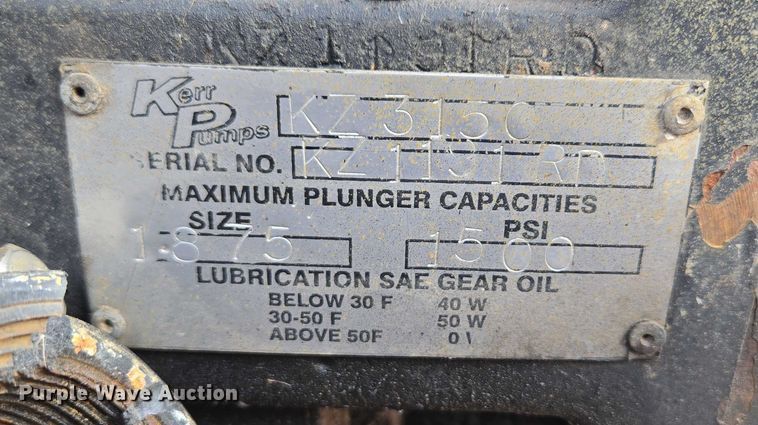 Kerr
Pumps
KZ 3150
SERIAL NO. KZ1191RD
MAXIMUM PLUNGER CAPACITIES
SIZE PSI
1.875 1500
LUBRICATION SAE GEAR OIL
BELOW 30 F 40 W
30-50 F 50 W
ABOVE 50F
Purple Wave Auction